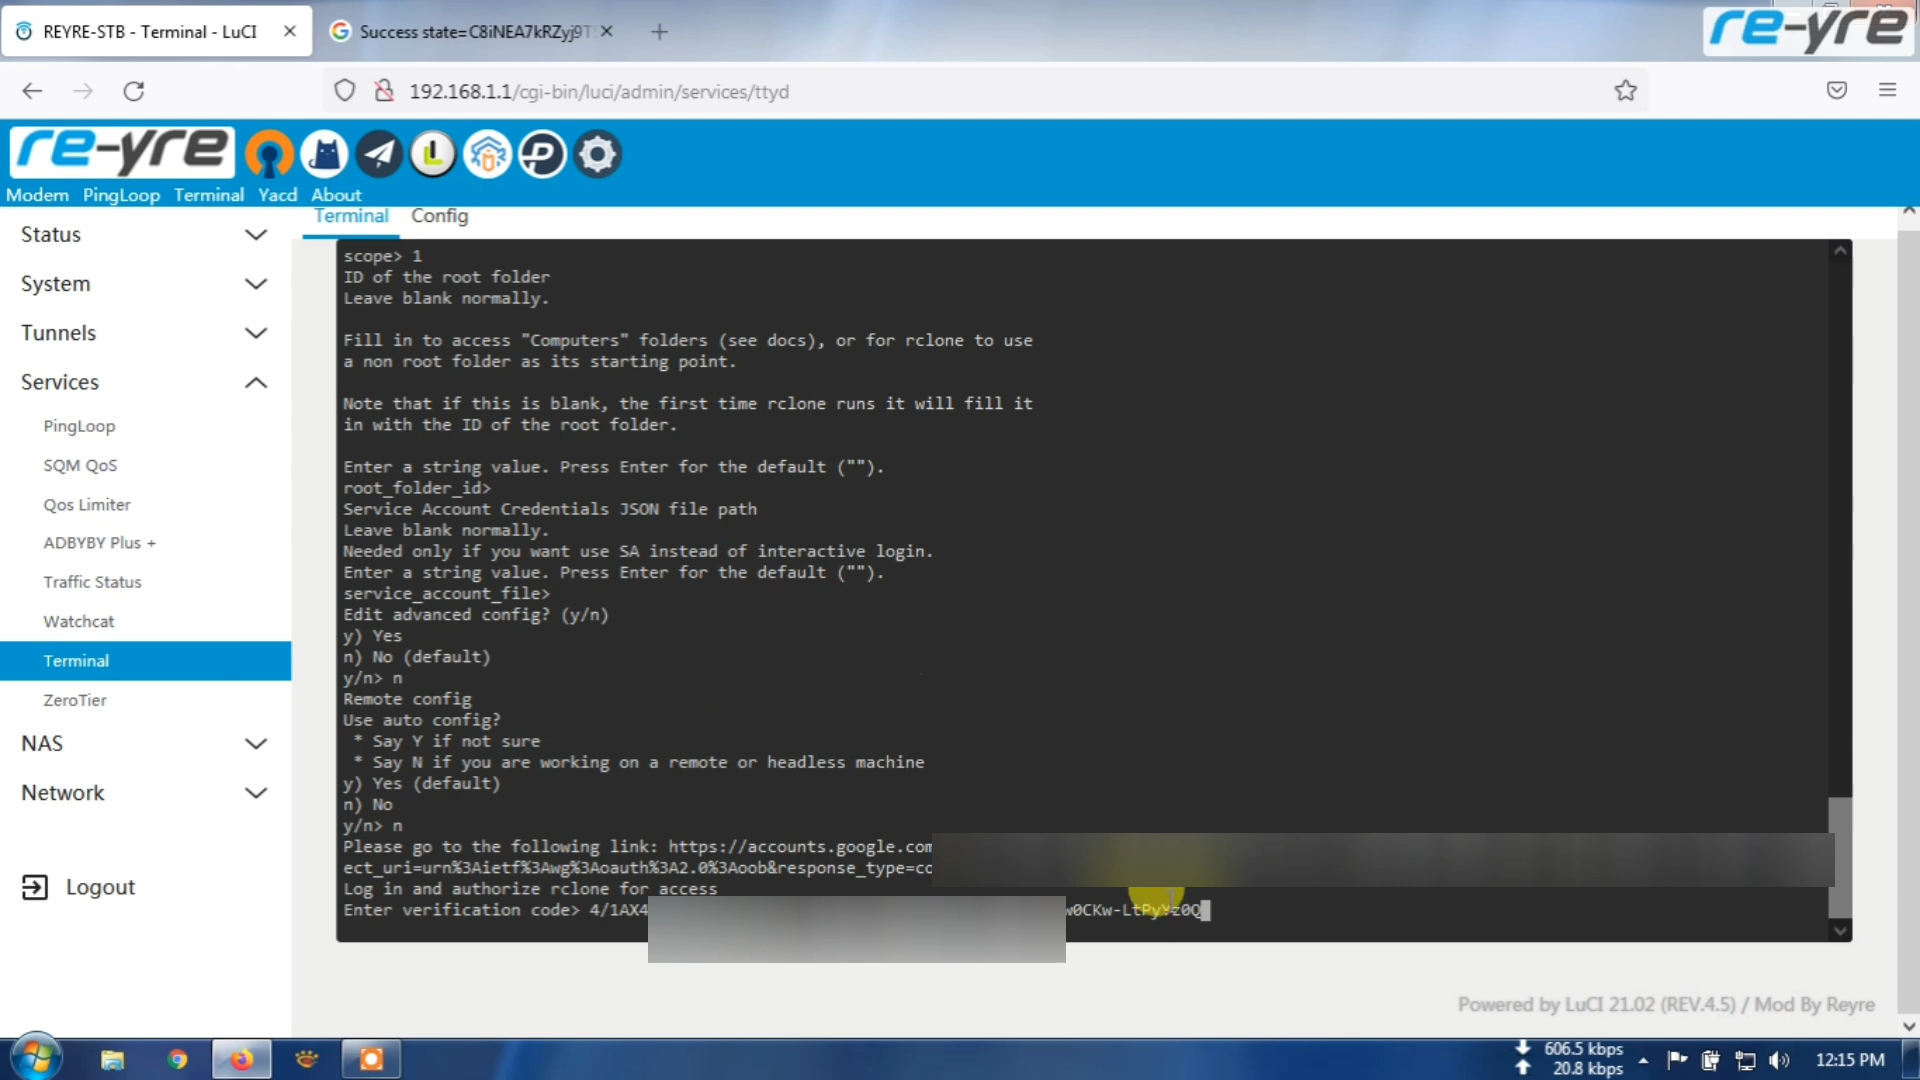 REYRE-STB - Terminal - LuCI
Success state=C8iNEA7kRZyj9T
re-yre
192.168.1.1/cgi-bin/luci/admin/services/ttyd
re-yre
Modem PingLoop Terminal Yacd About
Terminal Config
Status
System
Tunnels
Services
PingLoop
SQM QoS
Qos Limiter
ADBYBY Plus +
Traffic Status
Watchcat
Terminal
ZeroTier
NAS
Network
Logout
scope> 1
ID of the root folder
Leave blank normally.
Fill in to access "Computers" folders (see docs), or for rclone to use
a non root folder as its starting point.
Note that if this is blank, the first time rclone runs it will fill it
in with the ID of the root folder.
Enter a string value. Press Enter for the default ("").
root_folder_id>
Service Account Credentials JSON file path
Leave blank normally.
Needed only if you want use SA instead of interactive login.
Enter a string value. Press Enter for the default ("").
service_account_file>
Edit advanced config? (y/n)
y) Yes
n) No (default)
y/n> n
Remote config
Use auto config?
* Say Y if not sure
* Say N if you are working on a remote or headless machine
y) Yes (default)
n) No
y/n> n
Please go to the following link: https://accounts.google.com
ect_uri=urn%3Aietf%3Awg%3Aoauth%3A2.0%3Aoob&response_type=co
Log in and authorize rclone for access
Enter verification code> 4/1AX4 w0CKw-LtPyYz0Q
Powered by LuCI 21.02 (REV.4.5) / Mod By Reyre
606.5 kbps
20.8 kbps
12:15 PM